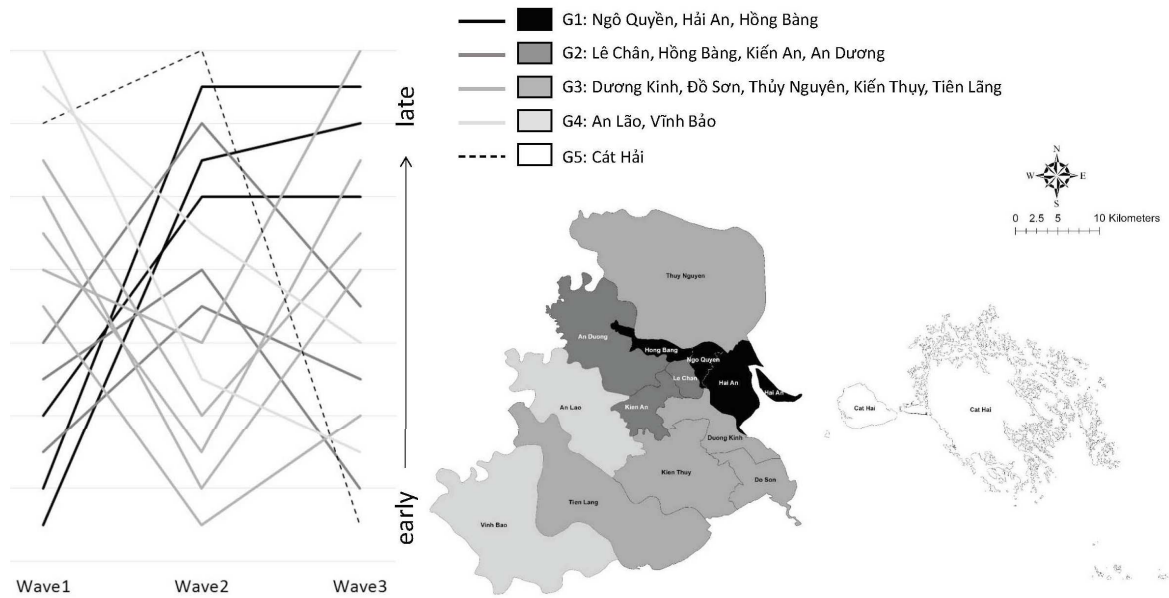 G1: Ngô Quyền, Hải An, Hồng Bàng
G2: Lê Chân, Hồng Bàng, Kiến An, An Dương
G3: Dương Kinh, Đồ Sơn, Thủy Nguyên, Kiến Thụy, Tiên Lãng
G4: An Lão, Vĩnh Bảo
G5: Cát Hải
late
early
Wave1 Wave2 Wave3
N
W E
S
0 2.5 5 10 Kilometers
Thuy Nguyen
An Duong
Hong Bang
Ngo Quyen
Le Chan
Hai An
Hai An
An Lao
Kien An
Duong Kinh
Kien Thuy
Do Son
Tien Lang
Vinh Bao
Cat Hai
Cat Hai